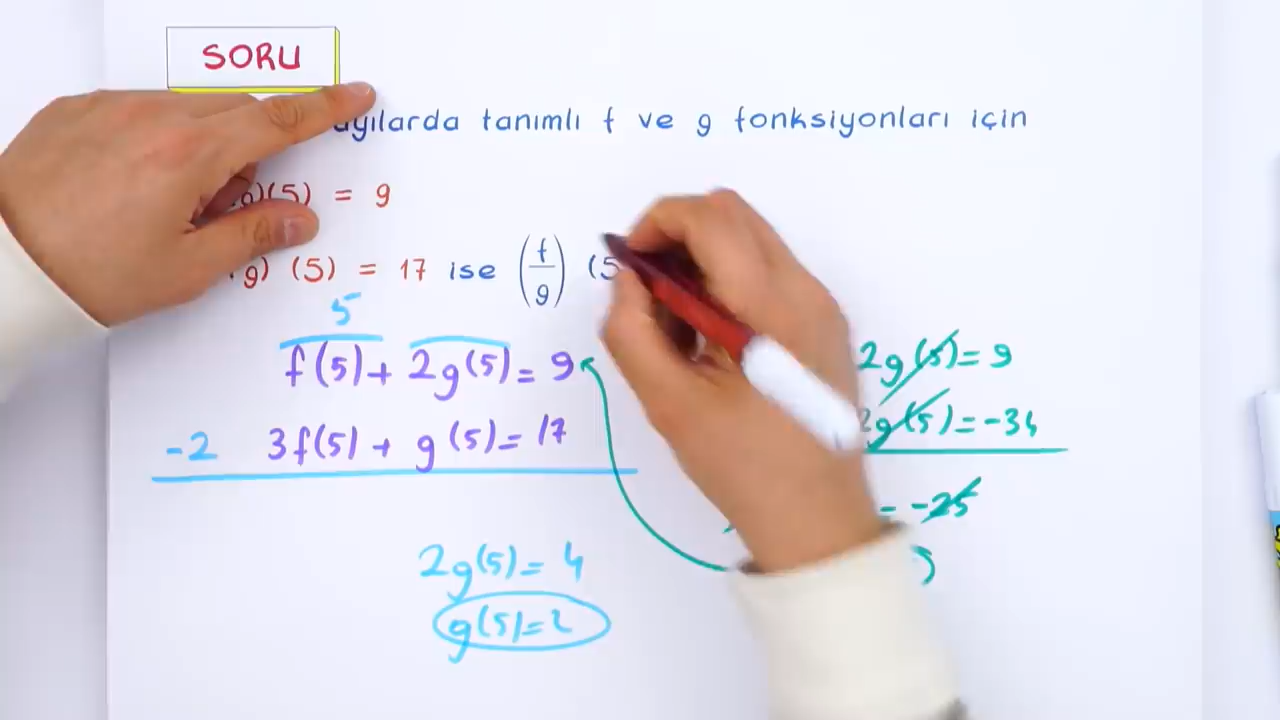 SORU
tanımlı f ve g fonksiyonları için
(5) = 9
g) (5) = 17 ise (f/g) (5
5
f(5)+ 2g(5)= 9
2g(5)= 9
-2 3f(5) + g(5)= 17
2g(5)= -34
= -25
2g(5)= 4
g(5)=2